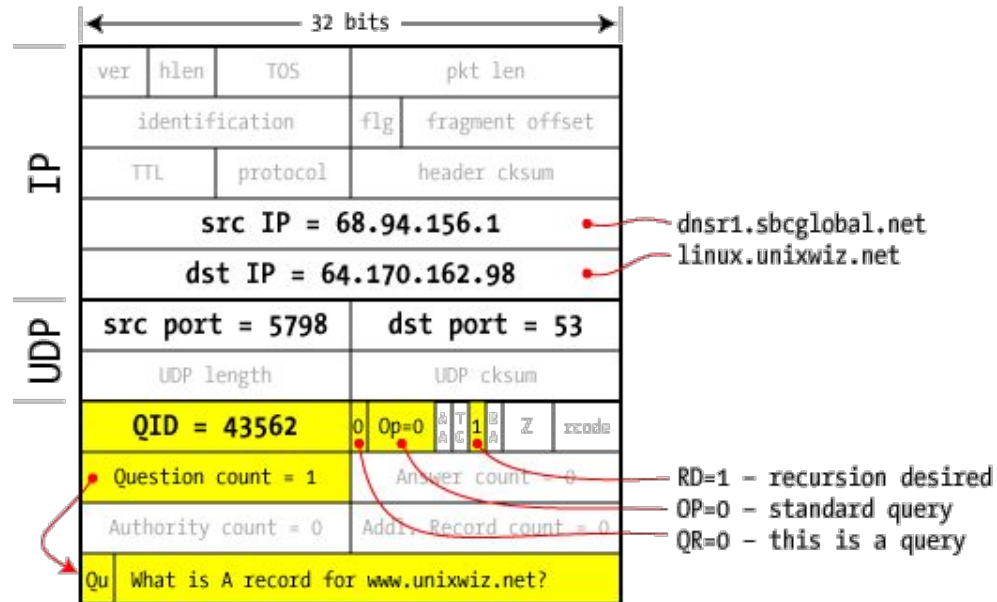 32 bits
IP
ver hlen TOS pkt len
identification flg fragment offset
TTL protocol header cksum
src IP = 68.94.156.1 dnsr1.sbcglobal.net
dst IP = 64.170.162.98 linux.unixwiz.net
UDP
src port = 5798 dst port = 53
UDP length UDP cksum
QID = 43562 0 Op=0 AA TC 1 RA Z rcode
Question count = 1 Answer count = 0 RD=1 – recursion desired
OP=0 – standard query
Authority count = 0 Addl. Record count = 0 QR=0 – this is a query
Qu What is A record for www.unixwiz.net?